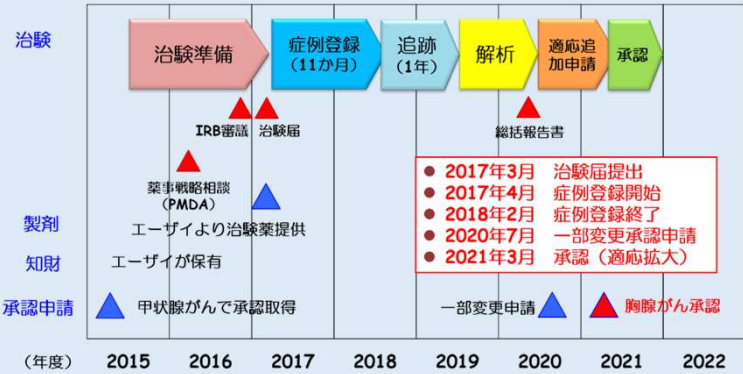 治験
治験準備
症例登録
(11か月)
追跡
(1年)
解析
適応追
加申請
承認
IRB審議
治験届
総括報告書
薬事戦略相談
(PMDA)
● 2017年3月 治験届提出
● 2017年4月 症例登録開始
● 2018年2月 症例登録終了
● 2020年7月 一部変更承認申請
● 2021年3月 承認（適応拡大）
製剤
エーザイより治験薬提供
知財
エーザイが保有
承認申請
甲状腺がんで承認取得
一部変更申請
胸腺がん承認
（年度） 2015 2016 2017 2018 2019 2020 2021 2022